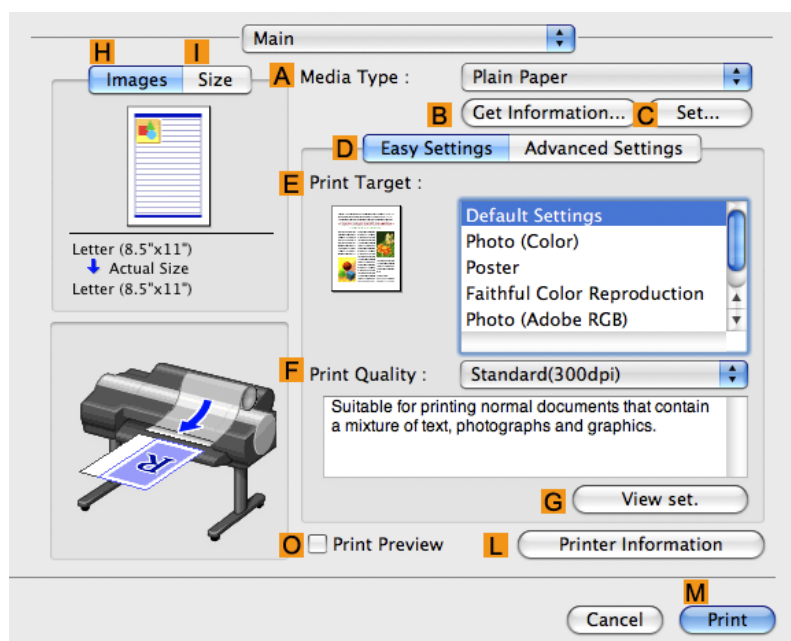 Main
H I
Images Size
A Media Type : Plain Paper
B Get Information... C Set...
D Easy Settings Advanced Settings
E Print Target :
Default Settings
Photo (Color)
Poster
Faithful Color Reproduction
Photo (Adobe RGB)
Letter (8.5"x11")
Actual Size
Letter (8.5"x11")
F Print Quality : Standard(300dpi)
Suitable for printing normal documents that contain
a mixture of text, photographs and graphics.
R
G View set.
O Print Preview L Printer Information
M
Cancel Print